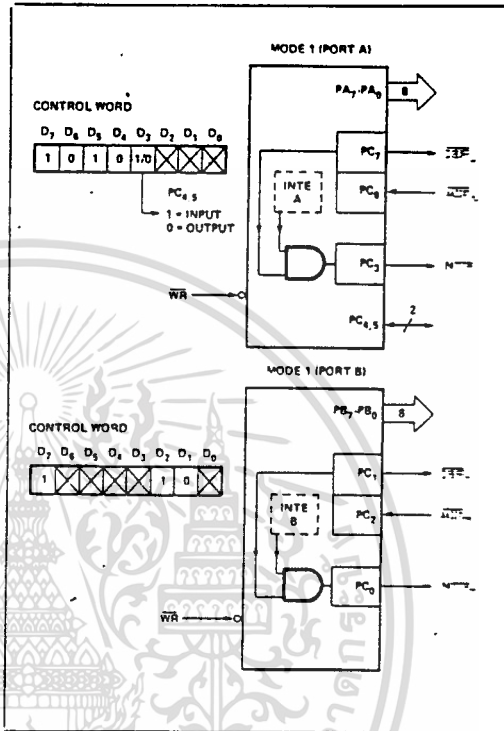 MODE 1 (PORT A)
PA7-PA0 8
CONTROL WORD
D7 D6 D5 D4 D3 D2 D1 D0
1 0 1 0 1/0
PC4,5
1 = INPUT
0 = OUTPUT
PC7
PC6
INTE
A
PC3
WR
PC4,5 2
MODE 1 (PORT B)
PB7-PB0 8
CONTROL WORD
D7 D6 D5 D4 D3 D2 D1 D0
1 1 0
PC1
PC2
INTE
B
PC0
WR